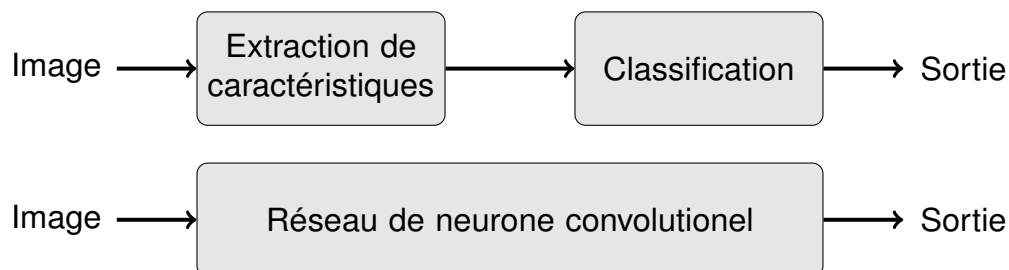 Image
Extraction de
caractéristiques
Classification
Sortie
Image
Réseau de neurone convolutionel
Sortie